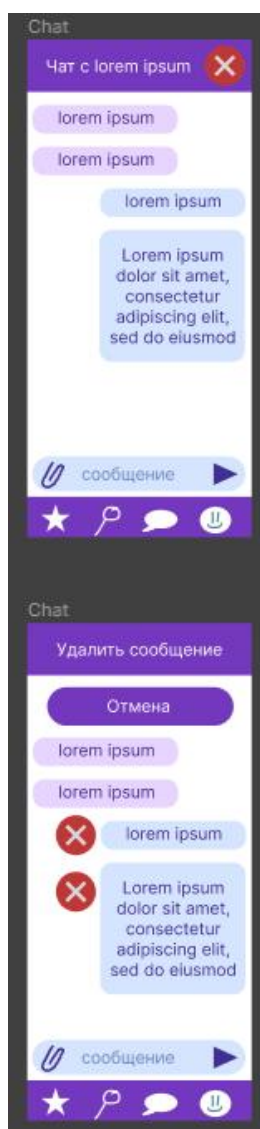 Chat
Чат с lorem ipsum
lorem ipsum
lorem ipsum
lorem ipsum
Lorem ipsum
dolor sit amet,
consectetur
adipiscing elit,
sed do eiusmod
сообщение
Chat
Удалить сообщение
Отмена
lorem ipsum
lorem ipsum
lorem ipsum
Lorem ipsum
dolor sit amet,
consectetur
adipiscing elit,
sed do eiusmod
сообщение